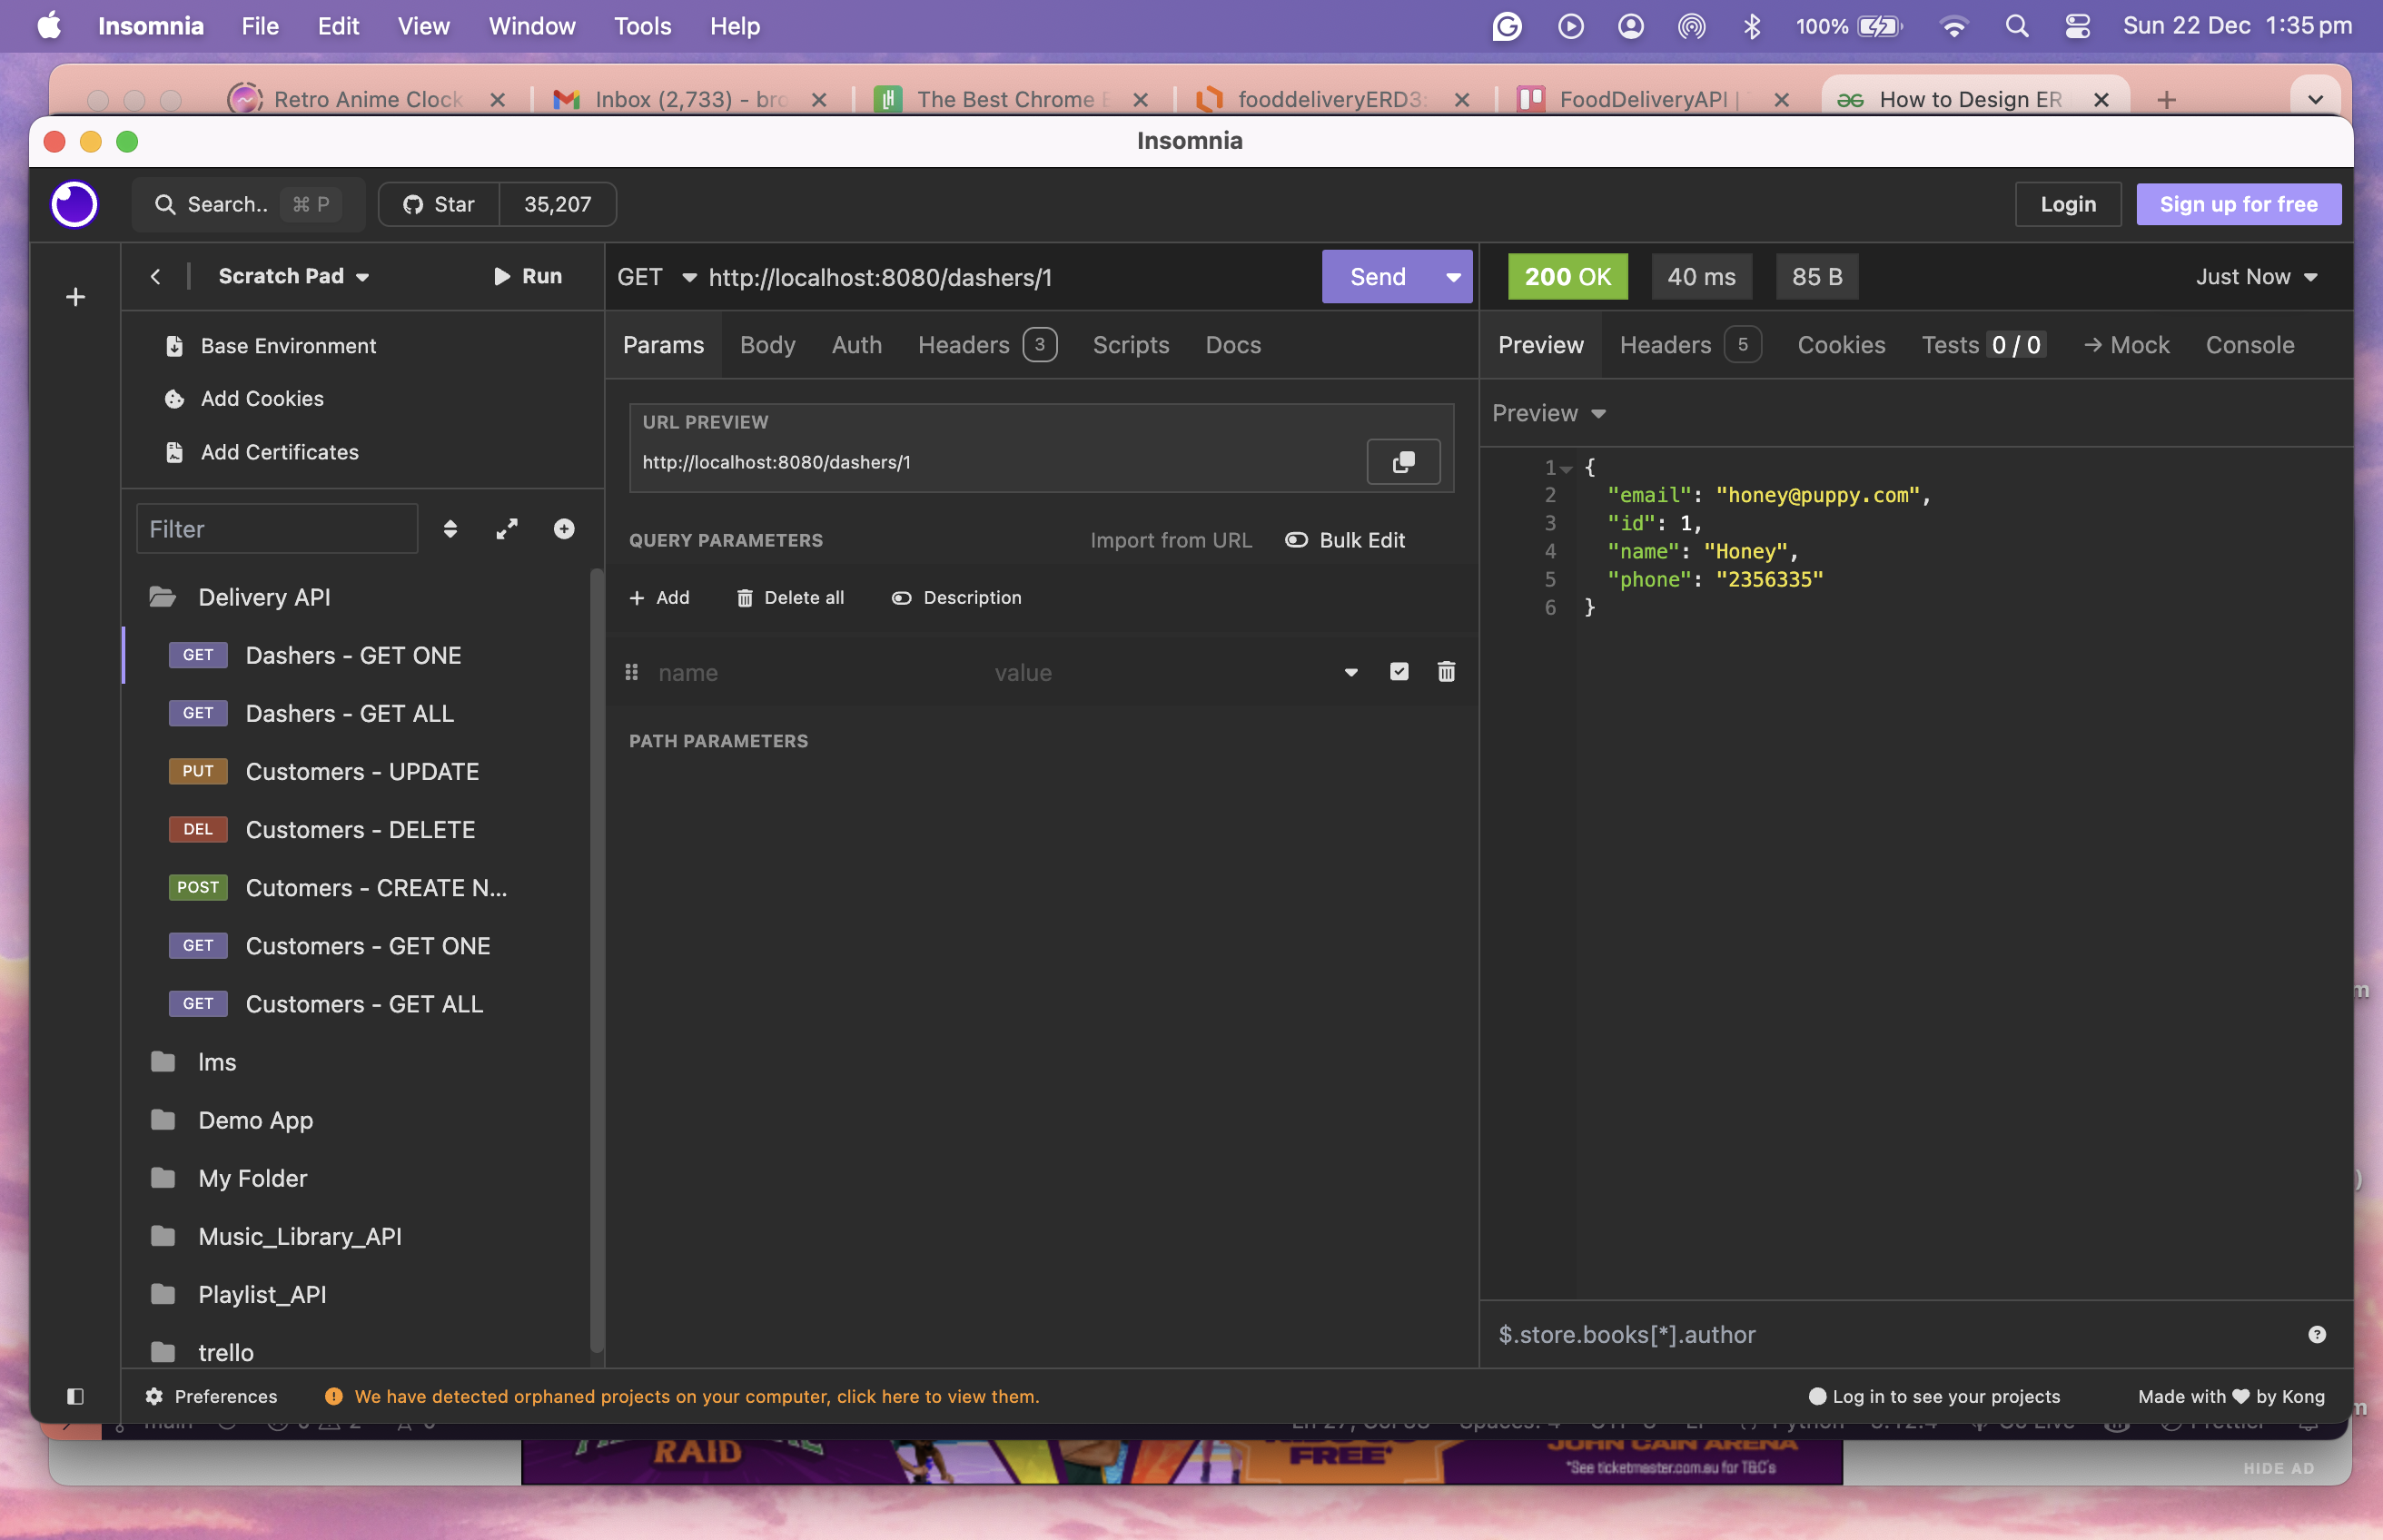 Insomnia File Edit View Window Tools Help 100% Sun 22 Dec 1:35 pm
Retro Anime Clock Inbox (2,733) - bro The Best Chrome E fooddeliveryERD3: FoodDeliveryAPI | How to Design ER
Insomnia
Search.. ⌘ P Star 35,207 Login Sign up for free
Scratch Pad Run
GET http://localhost:8080/dashers/1 Send
200 OK 40 ms 85 B Just Now
Base Environment
Add Cookies
Add Certificates
Filter
Delivery API
GET Dashers - GET ONE
GET Dashers - GET ALL
PUT Customers - UPDATE
DEL Customers - DELETE
POST Cutomers - CREATE N...
GET Customers - GET ONE
GET Customers - GET ALL
lms
Demo App
My Folder
Music_Library_API
Playlist_API
trello
Params Body Auth Headers 3 Scripts Docs
URL PREVIEW
http://localhost:8080/dashers/1
QUERY PARAMETERS Import from URL Bulk Edit
+ Add Delete all Description
name value
PATH PARAMETERS
Preview Headers 5 Cookies Tests 0 / 0 → Mock Console
Preview
1 {
2 "email": "honey@puppy.com",
3 "id": 1,
4 "name": "Honey",
5 "phone": "2356335"
6 }
$.store.books[*].author
Preferences We have detected orphaned projects on your computer, click here to view them. Log in to see your projects Made with ♥ by Kong
main
RAID
FREE*
JOHN CAIN ARENA
*See ticketmaster.com.au for T&C's
HIDE AD